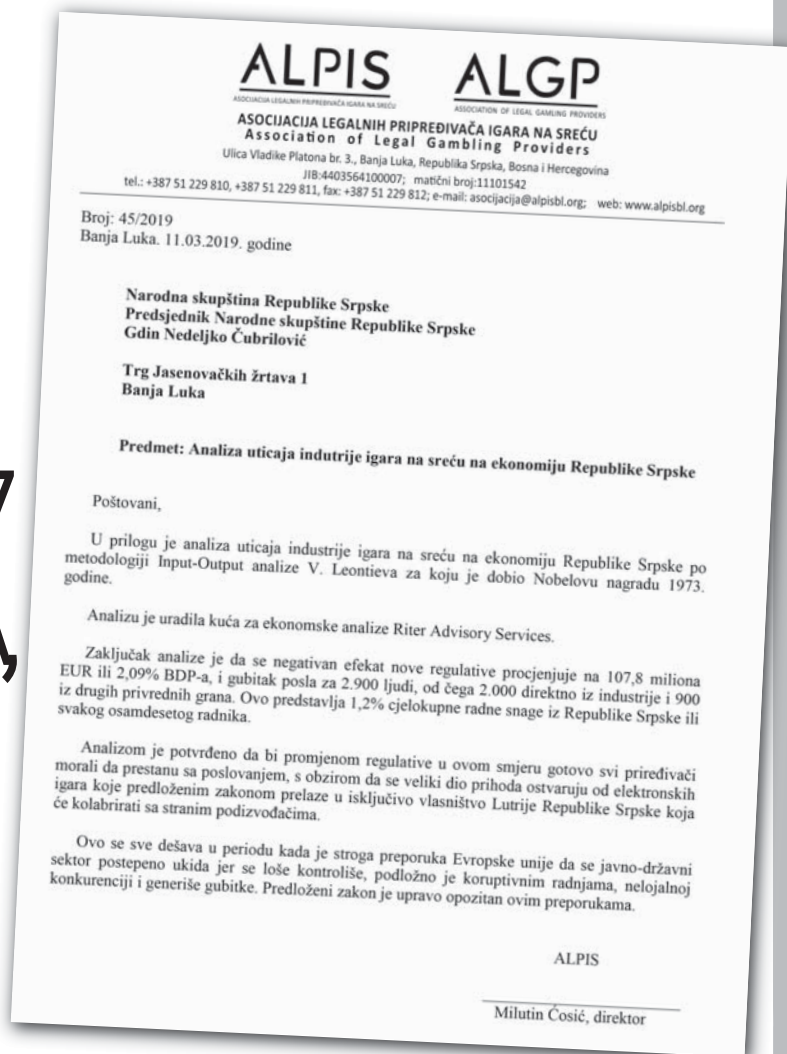 ALPIS
ASOCIJACIJA LEGALNIH PRIPREĐIVAČA IGARA NA SREĆU
ALGP
ASSOCIATION OF LEGAL GAMLING PROVIDERS
ASOCIJACIJA LEGALNIH PRIPREĐIVAČA IGARA NA SREĆU
Association of Legal Gambling Providers
Ulica Vladike Platona br. 3., Banja Luka, Republika Srpska, Bosna i Hercegovina
JIB:4403564100007; matični broj:11101542
tel.: +387 51 229 810, +387 51 229 811, fax: +387 51 229 812; e-mail: asocijacija@alpisbl.org; web: www.alpisbl.org
Broj: 45/2019
Banja Luka. 11.03.2019. godine
Narodna skupština Republike Srpske
Predsjednik Narodne skupštine Republike Srpske
Gdin Nedeljko Čubrilović
Trg Jasenovačkih žrtava 1
Banja Luka
Predmet: Analiza uticaja indutrije igara na sreću na ekonomiju Republike Srpske
Poštovani,
U prilogu je analiza uticaja industrije igara na sreću na ekonomiju Republike Srpske po
metodologiji Input-Output analize V. Leontieva za koju je dobio Nobelovu nagradu 1973.
godine.
Analizu je uradila kuća za ekonomske analize Riter Advisory Services.
Zaključak analize je da se negativan efekat nove regulative procjenjuje na 107,8 miliona
EUR ili 2,09% BDP-a, i gubitak posla za 2.900 ljudi, od čega 2.000 direktno iz industrije i 900
iz drugih privrednih grana. Ovo predstavlja 1,2% cjelokupne radne snage iz Republike Srpske ili
svakog osamdesetog radnika.
Analizom je potvrđeno da bi promjenom regulative u ovom smjeru gotovo svi priređivači
morali da prestanu sa poslovanjem, s obzirom da se veliki dio prihoda ostvaruju od elektronskih
igara koje predloženim zakonom prelaze u isključivo vlasništvo Lutrije Republike Srpske koja
će kolabrirati sa stranim podizvođačima.
Ovo se sve dešava u periodu kada je stroga preporuka Evropske unije da se javno-državni
sektor postepeno ukida jer se loše kontroliše, podložno je koruptivnim radnjama, nelojalnoj
konkurenciji i generiše gubitke. Predloženi zakon je upravo opozitan ovim preporukama.
ALPIS
Milutin Ćosić, direktor